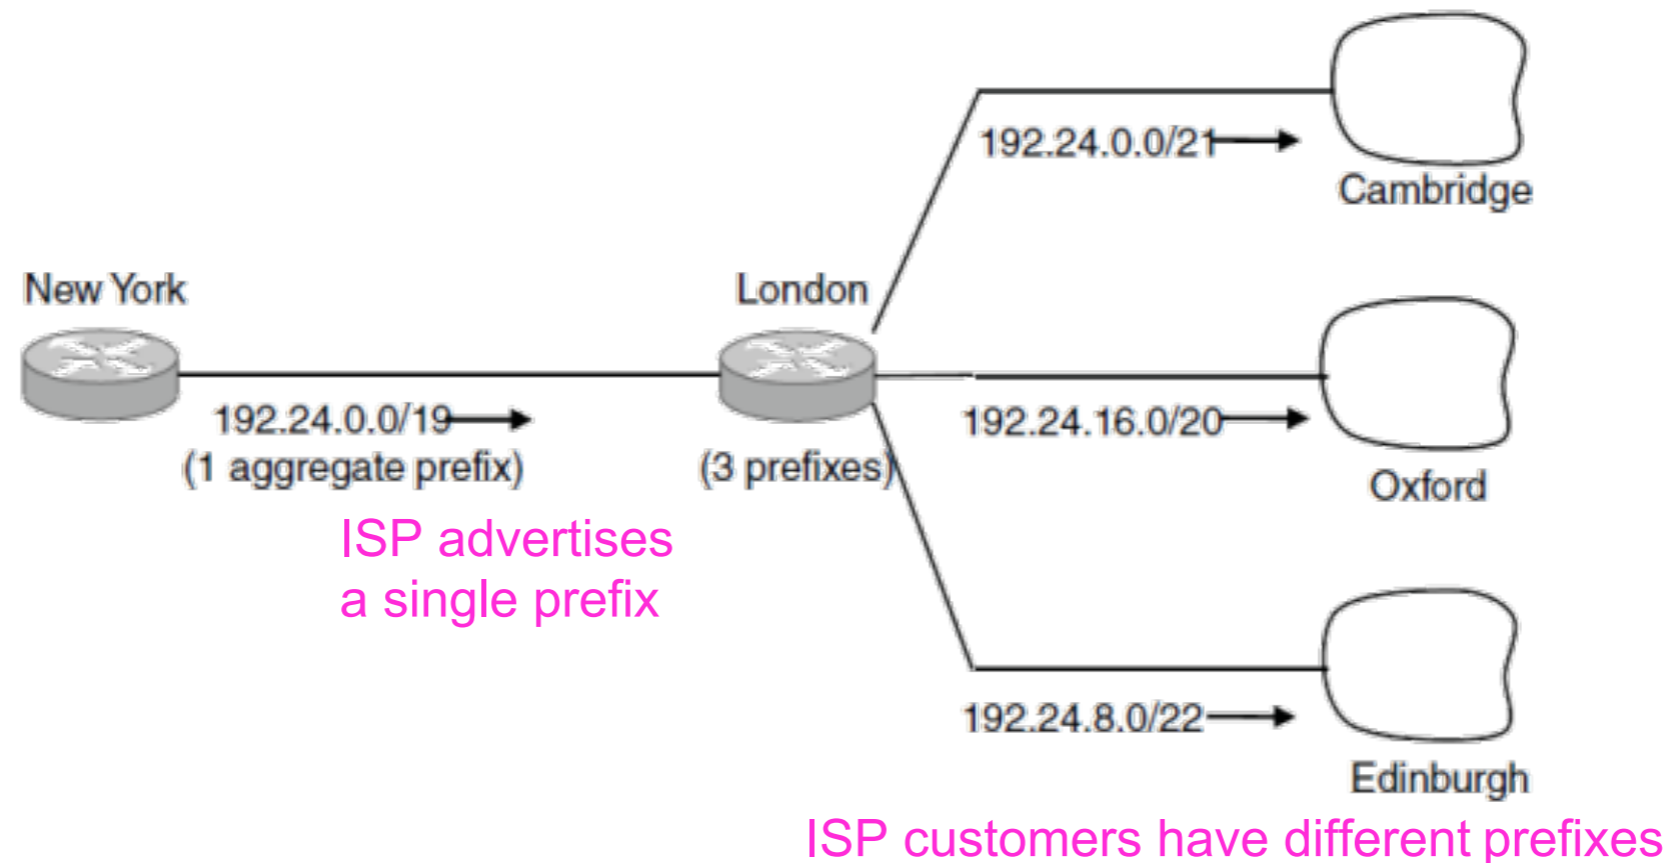 192.24.0.0/21
Cambridge
New York
London
192.24.0.0/19
(1 aggregate prefix)
(3 prefixes)
192.24.16.0/20
Oxford
ISP advertises
a single prefix
192.24.8.0/22
Edinburgh
ISP customers have different prefixes